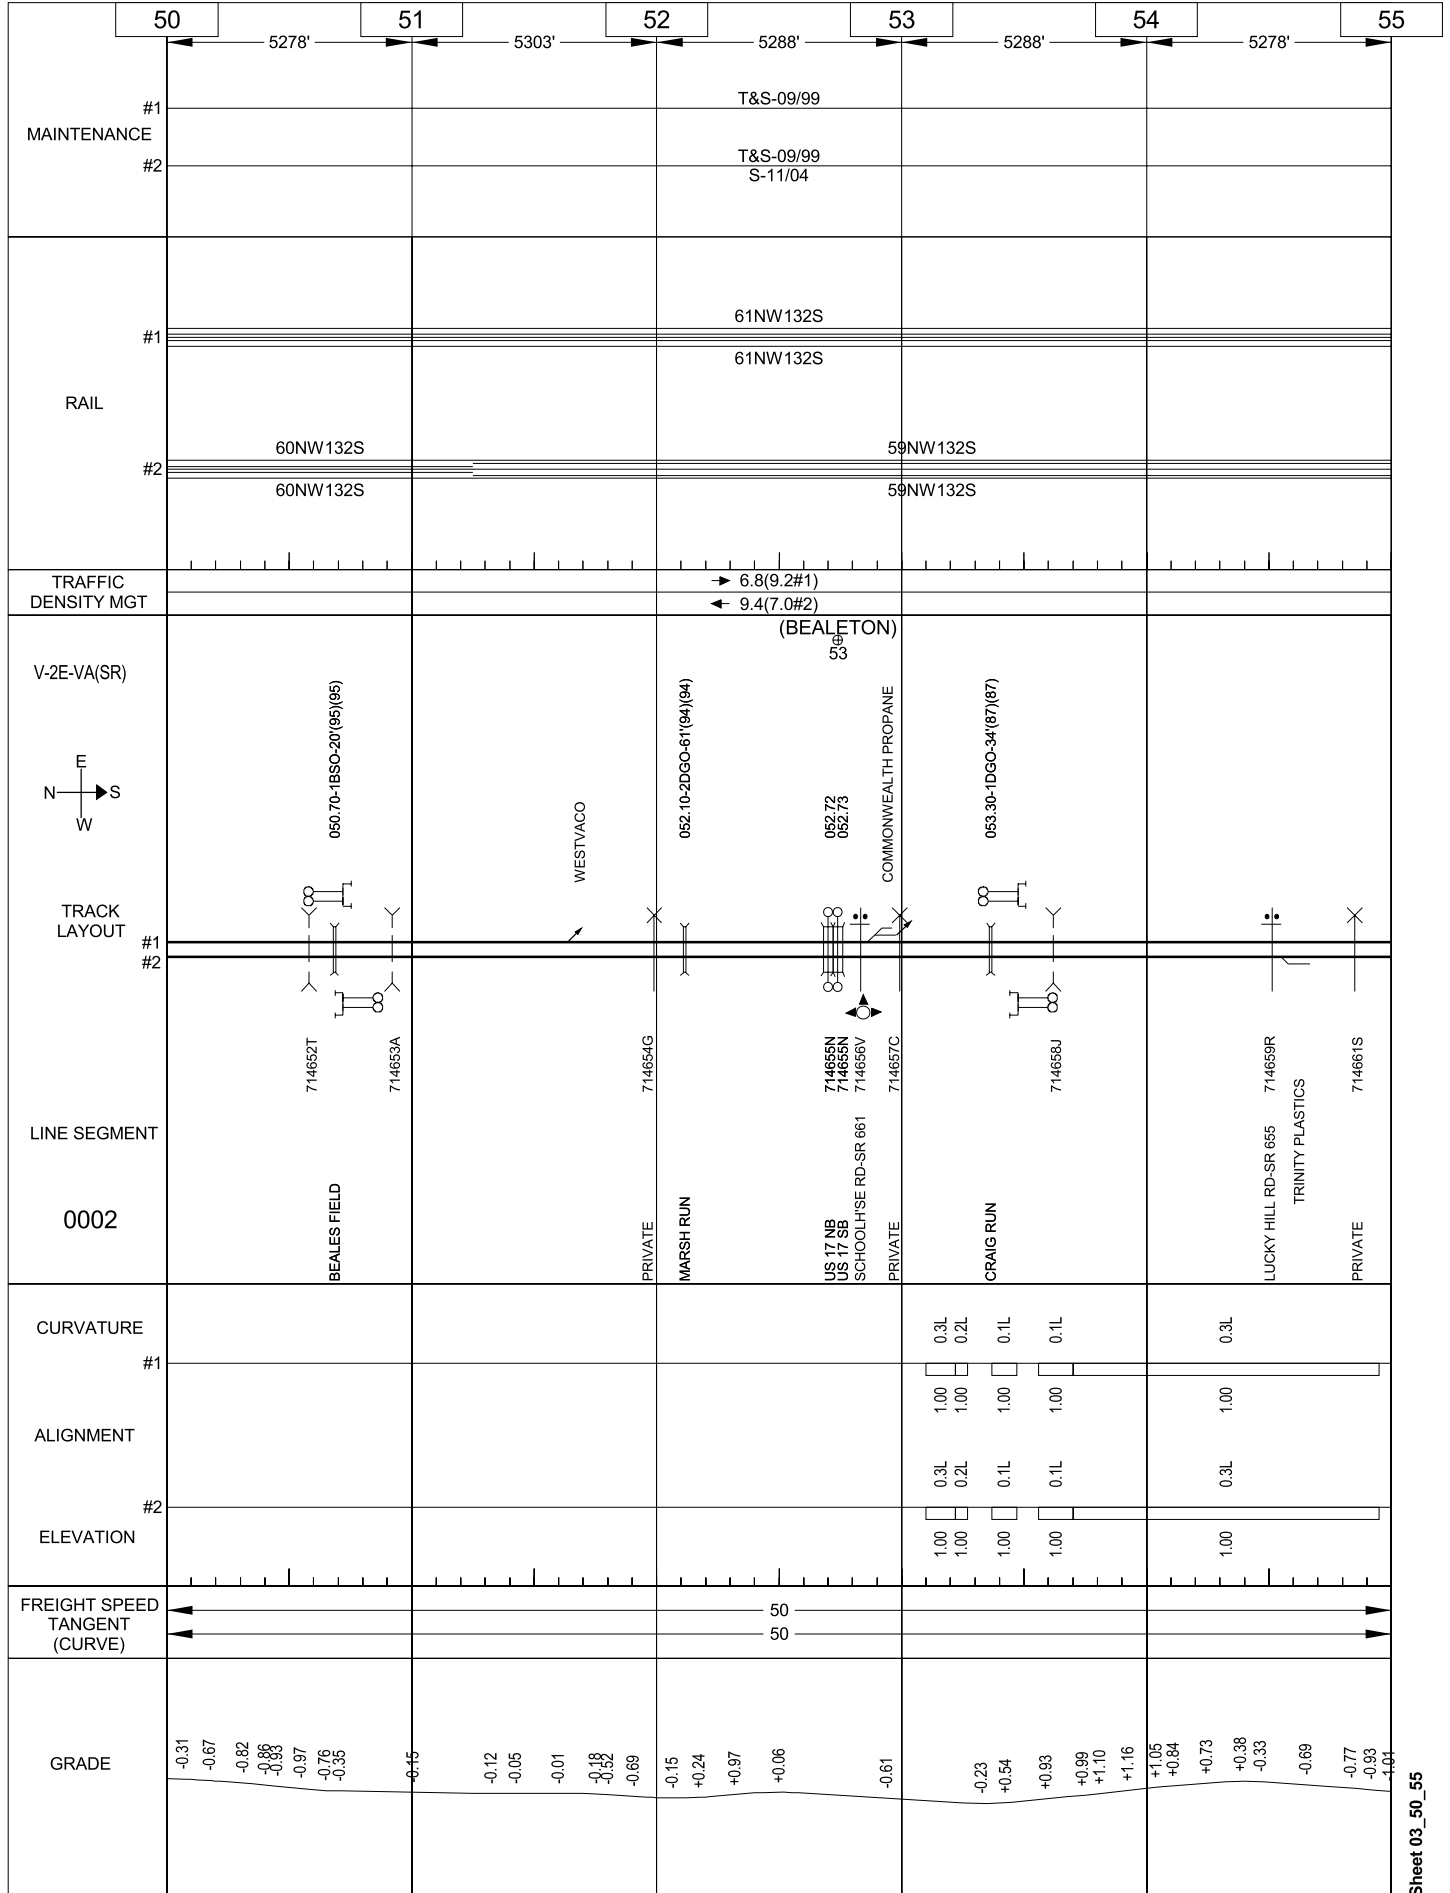 50 51 52 53 54 55
5278' 5303' 5288' 5288' 5278'
#1 T&S-09/99
MAINTENANCE
#2 T&S-09/99
S-11/04
61NW132S
#1
61NW132S
RAIL
60NW132S 59NW132S
#2
60NW132S 59NW132S
TRAFFIC
DENSITY MGT
6.8(9.2#1)
9.4(7.0#2)
(BEALETON)
53
V-2E-VA(SR)
E
N S
W
050.70-1BSO-20'(95)(95)
WESTVACO
052.10-2DGO-61'(94)(94)
052.72
052.73
COMMONWEALTH PROPANE
053.30-1DGO-34'(87)(87)
TRACK
LAYOUT
#1
#2
714652T
714653A
714654G
714655N
714655N
714656V
714657C
714658J
714659R
714661S
LINE SEGMENT
0002
BEALES FIELD
PRIVATE
MARSH RUN
US 17 NB
US 17 SB
SCHOOLH'SE RD-SR 661
PRIVATE
CRAIG RUN
LUCKY HILL RD-SR 655
TRINITY PLASTICS
PRIVATE
CURVATURE
0.3L 0.2L 0.1L 0.1L 0.3L
#1
1.00 1.00 1.00 1.00 1.00
ALIGNMENT
0.3L 0.2L 0.1L 0.1L 0.3L
#2
ELEVATION
1.00 1.00 1.00 1.00 1.00
FREIGHT SPEED
TANGENT
(CURVE)
50
50
GRADE
-0.31 -0.67 -0.82 -0.86 -0.93 -0.97 -0.76 -0.35 -0.15 -0.12 -0.05 -0.01 -0.18 -0.52 -0.69 -0.15 +0.24 +0.97 +0.06 -0.61 -0.23 +0.54 +0.93 +0.99 +1.10 +1.16 +1.05 +0.84 +0.73 +0.38 -0.33 -0.69 -0.77 -0.93 -1.01
Sheet 03_50_55